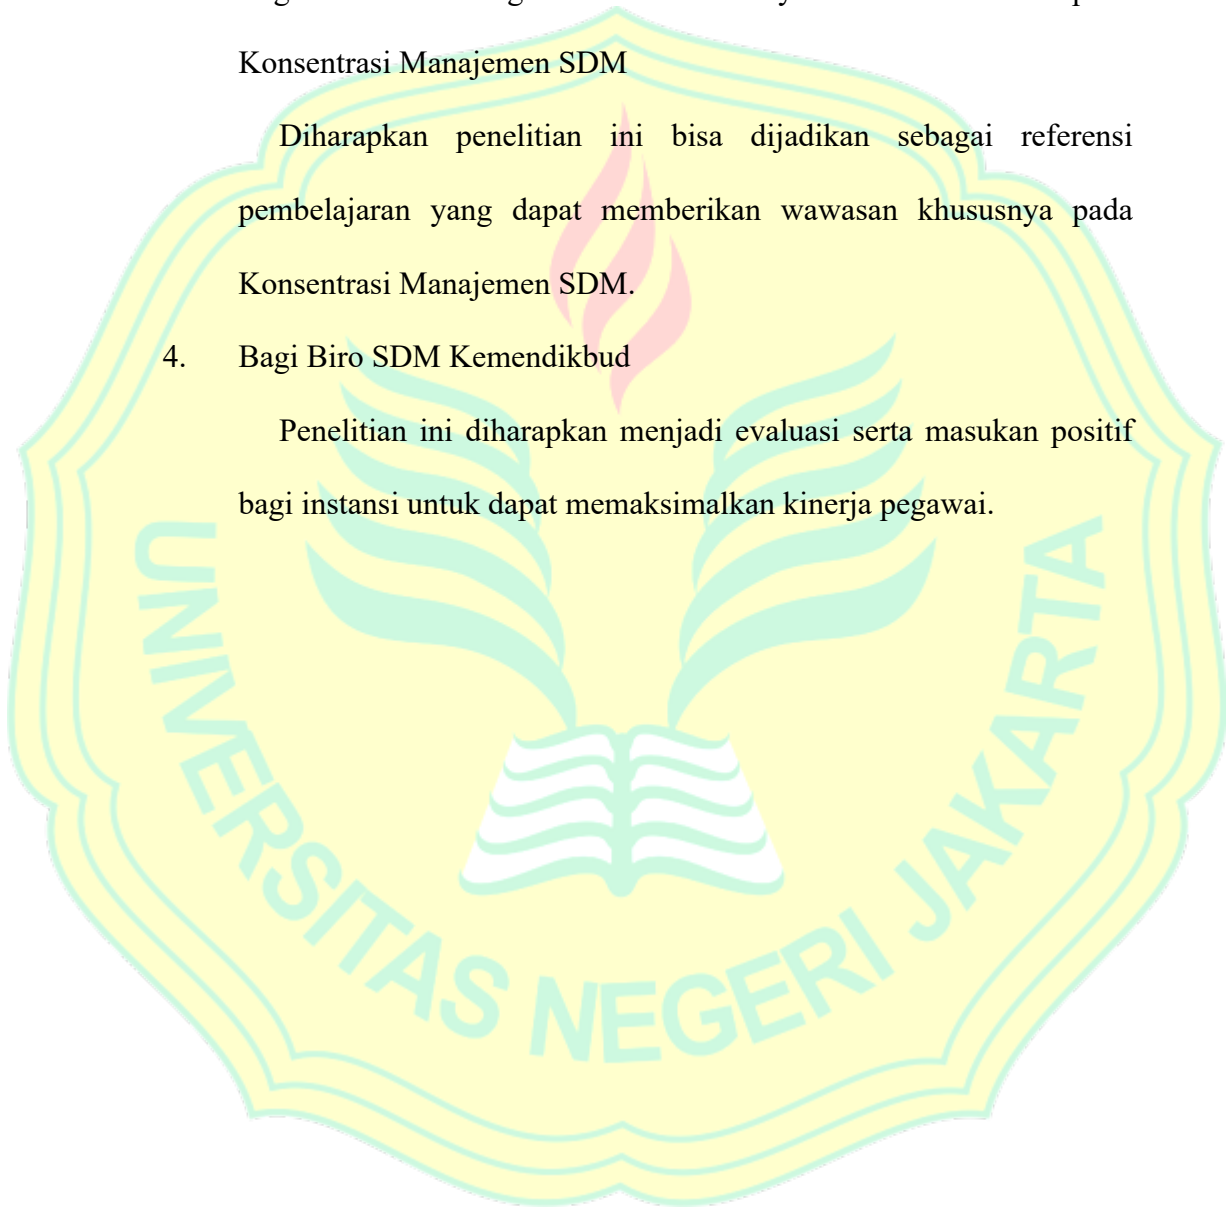 Konsentrasi Manajemen SDM
Diharapkan penelitian ini bisa dijadikan sebagai referensi
pembelajaran yang dapat memberikan wawasan khususnya pada
Konsentrasi Manajemen SDM.
4. Bagi Biro SDM Kemendikbud
Penelitian ini diharapkan menjadi evaluasi serta masukan positif
bagi instansi untuk dapat memaksimalkan kinerja pegawai.
UNIVERSITAS NEGERI JAKARTA